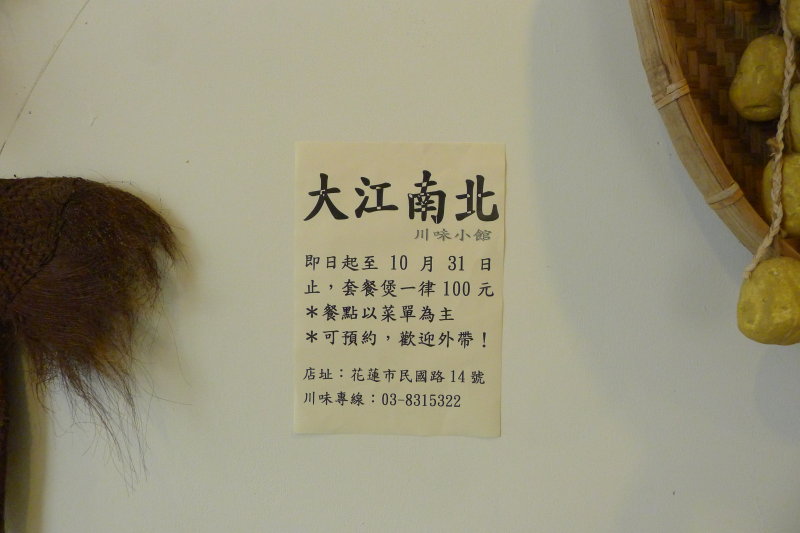 大江南北
川味小館
即日起至 10 月 31 日
止，套餐煲一律 100 元
＊餐點以菜單為主
＊可預約，歡迎外帶！
店址：花蓮市民國路 14 號
川味專線：03-8315322